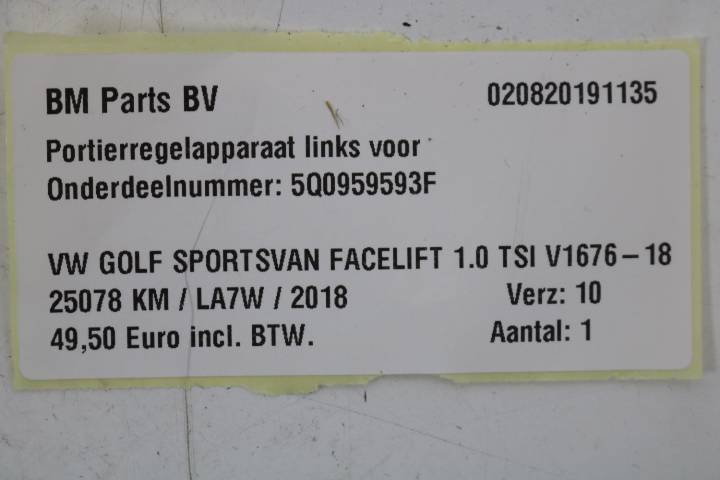 BM Parts BV 020820191135
Portierregelapparaat links voor
Onderdeelnummer: 5Q0959593F
VW GOLF SPORTSVAN FACELIFT 1.0 TSI V1676-18
25078 KM / LA7W / 2018 Verz: 10
49,50 Euro incl. BTW. Aantal: 1